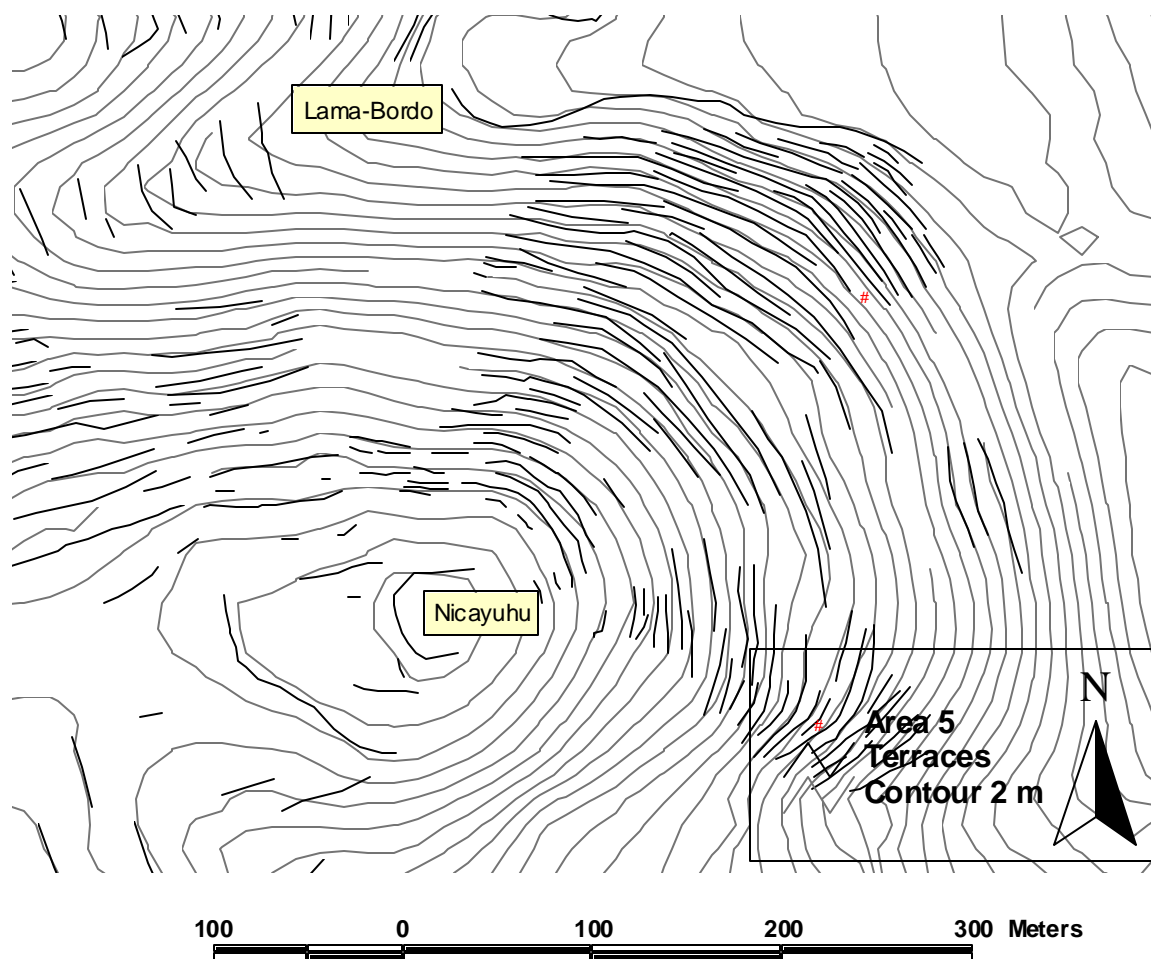 Lama-Bordo
#
Nicayuhu
N
#
Area 5
Terraces
Contour 2 m
100 0 100 200 300 Meters